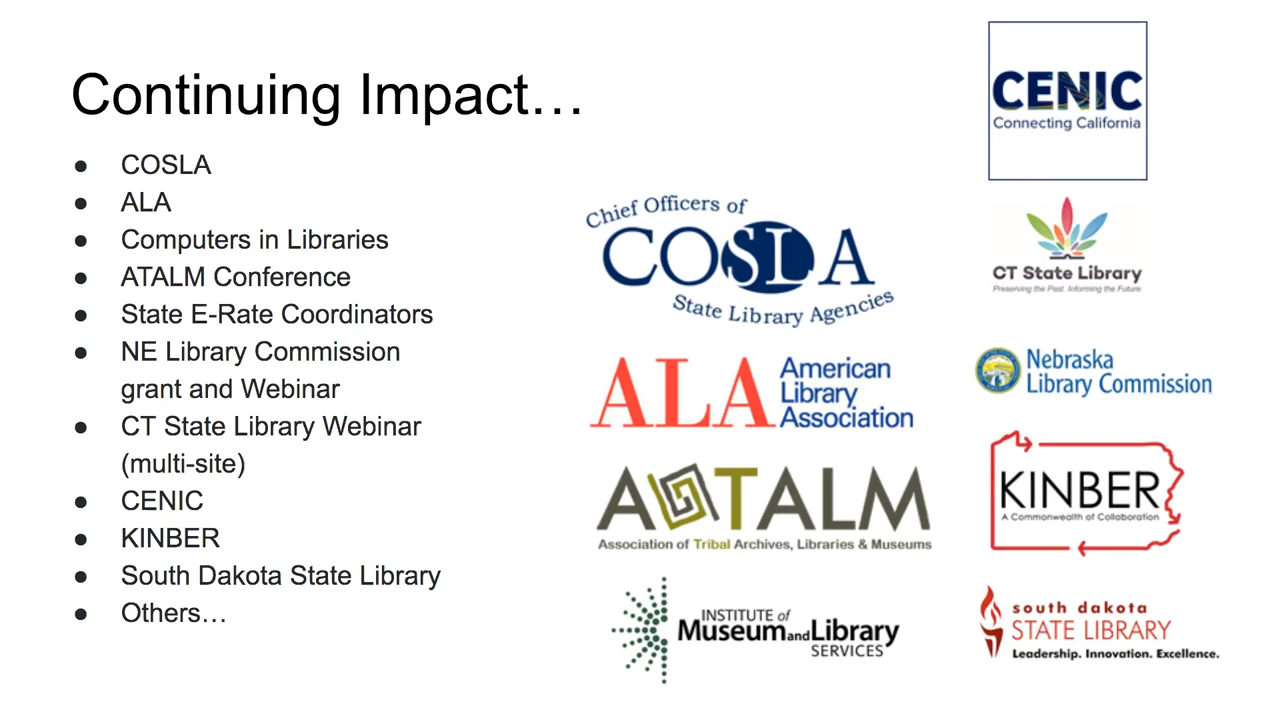 Continuing Impact…
● COSLA
● ALA
● Computers in Libraries
● ATALM Conference
● State E-Rate Coordinators
● NE Library Commission
grant and Webinar
● CT State Library Webinar
(multi-site)
● CENIC
● KINBER
● South Dakota State Library
● Others…
Chief Officers of
COSLA
State Library Agencies
ALA American
Library
Association
ATALM
Association of Tribal Archives, Libraries & Museums
INSTITUTE of
Museum and Library
SERVICES
CENIC
Connecting California
CT State Library
Preserving the Past. Informing the Future.
Nebraska
Library Commission
KINBER
A Commonwealth of Collaboration
south dakota
STATE LIBRARY
Leadership. Innovation. Excellence.